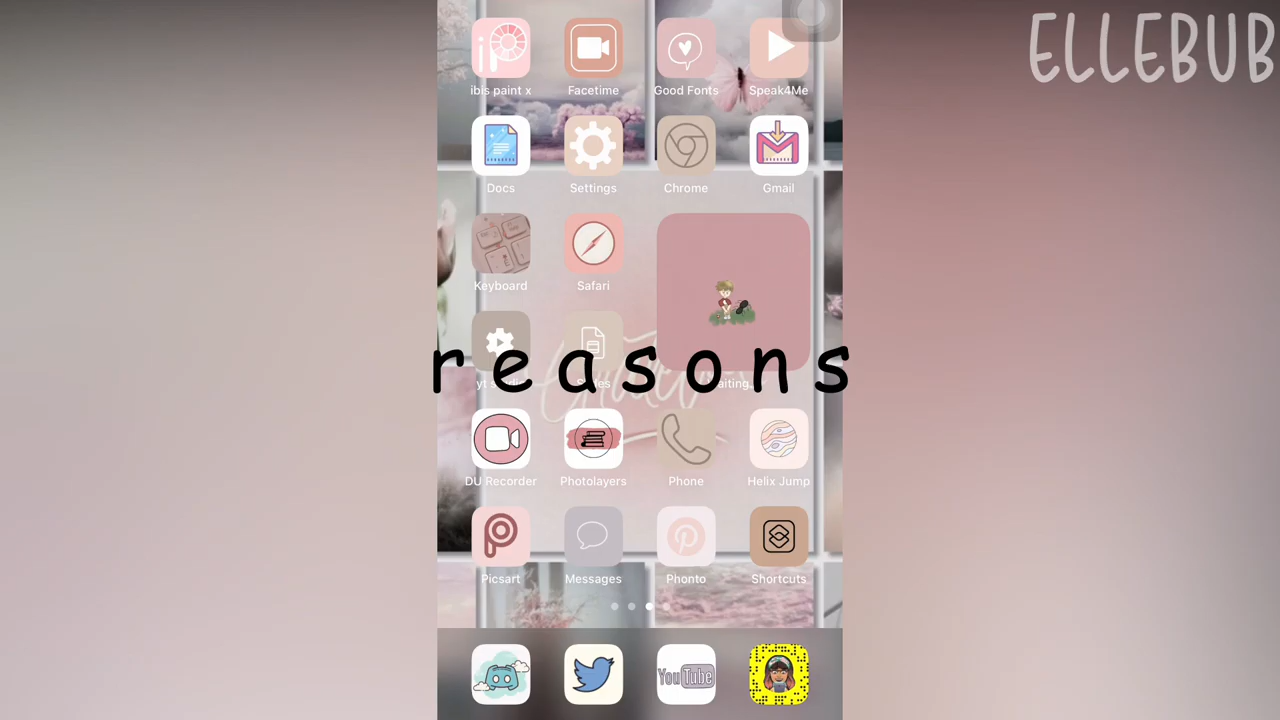 ELLEBUB
ibis paint x Facetime Good Fonts Speak4Me
Docs Settings Chrome Gmail
Keyboard Safari
reasons
DU Recorder Photolayers Phone Helix Jump
Picsart Messages Phonto Shortcuts
YouTube